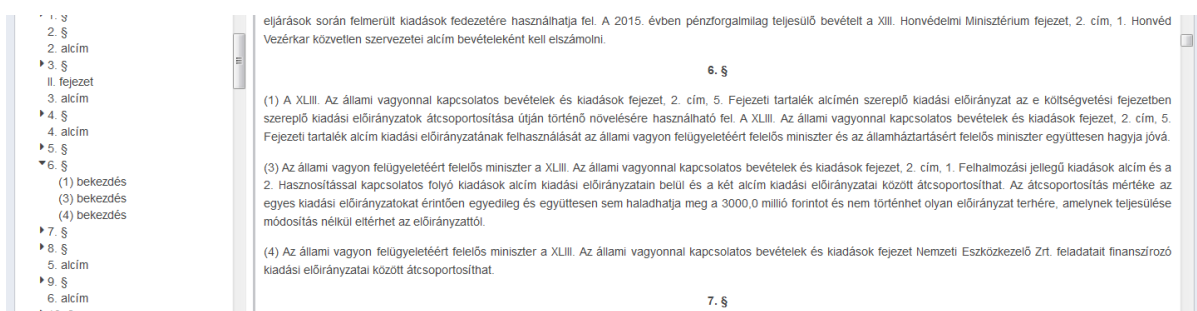 1. §
2. §
2. alcím
3. §
II. fejezet
3. alcím
4. §
4. alcím
5. §
6. §
(1) bekezdés
(3) bekezdés
(4) bekezdés
7. §
8. §
5. alcím
9. §
6. alcím
eljárások során felmerült kiadások fedezetére használhatja fel. A 2015. évben pénzforgalmilag teljesülő bevételt a XIII. Honvédelmi Minisztérium fejezet, 2. cím, 1. Honvéd
Vezérkar közvetlen szervezetei alcím bevételeként kell elszámolni.
6. §
(1) A XLIII. Az állami vagyonnal kapcsolatos bevételek és kiadások fejezet, 2. cím, 5. Fejezeti tartalék alcímén szereplő kiadási előirányzat az e költségvetési fejezetben
szereplő kiadási előirányzatok átcsoportosítása útján történő növelésére használható fel. A XLIII. Az állami vagyonnal kapcsolatos bevételek és kiadások fejezet, 2. cím, 5.
Fejezeti tartalék alcím kiadási előirányzatának felhasználását az állami vagyon felügyeletéért felelős miniszter és az államháztartásért felelős miniszter együttesen hagyja jóvá.
(3) Az állami vagyon felügyeletéért felelős miniszter a XLIII. Az állami vagyonnal kapcsolatos bevételek és kiadások fejezet, 2. cím, 1. Felhalmozási jellegű kiadások alcím és a
2. Hasznosítással kapcsolatos folyó kiadások alcím kiadási előirányzatain belül és a két alcím kiadási előirányzatai között átcsoportosíthat. Az átcsoportosítás mértéke az
egyes kiadási előirányzatokat érintően egyedileg és együttesen sem haladhatja meg a 3000,0 millió forintot és nem történhet olyan előirányzat terhére, amelynek teljesülése
módosítás nélkül eltérhet az előirányzattól.
(4) Az állami vagyon felügyeletéért felelős miniszter a XLIII. Az állami vagyonnal kapcsolatos bevételek és kiadások fejezet Nemzeti Eszközkezelő Zrt. feladatait finanszírozó
kiadási előirányzatai között átcsoportosíthat.
7. §